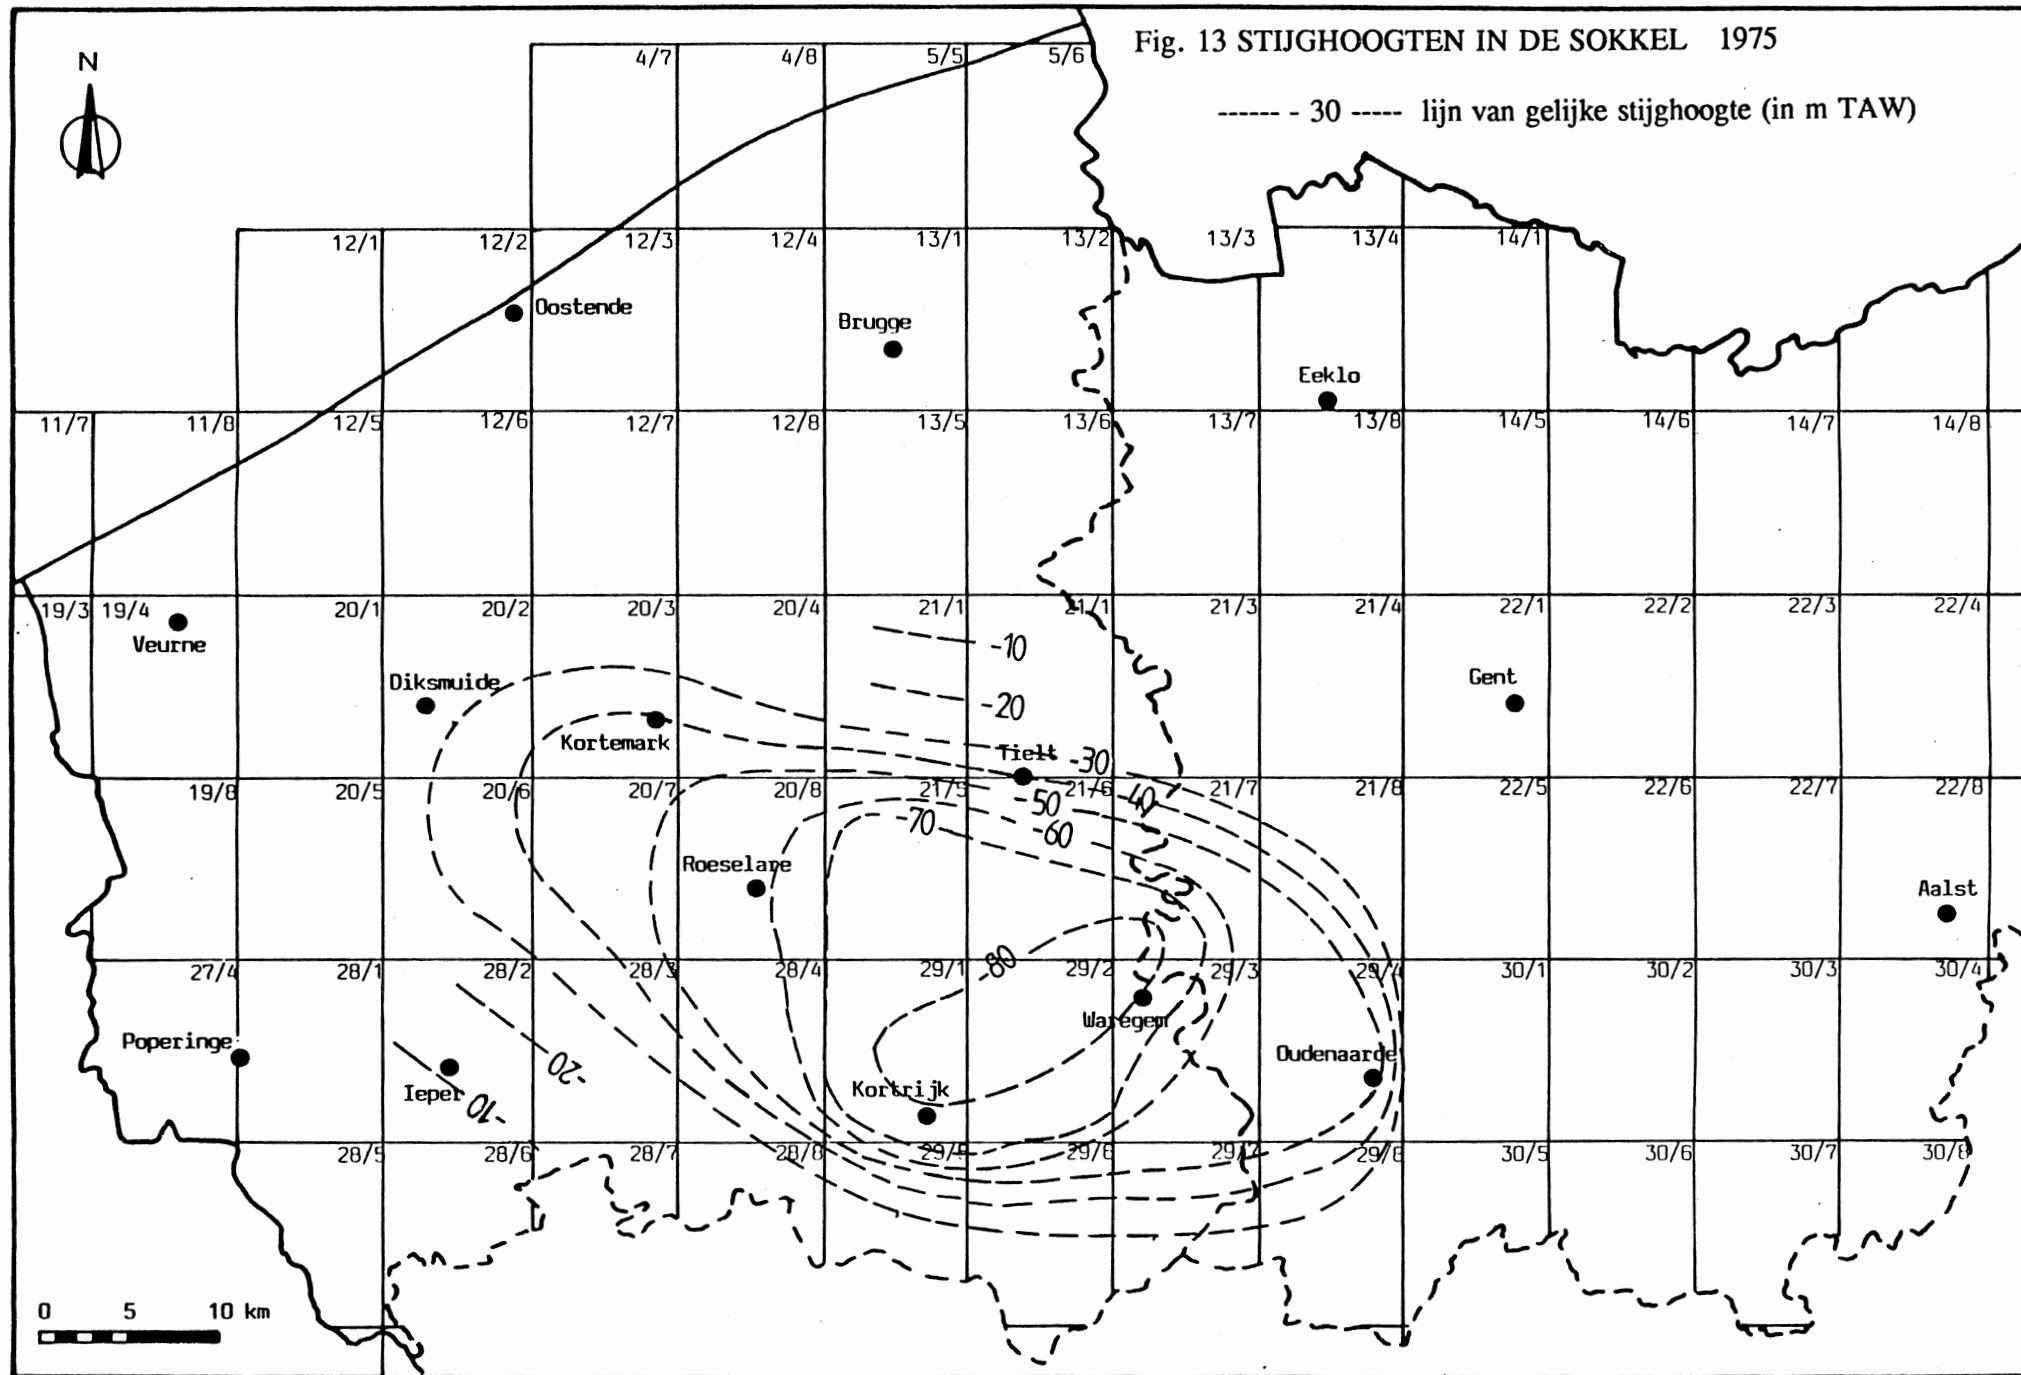 Fig. 13 STIJGHOOGTEN IN DE SOKKEL 1975
------ - 30 ----- lijn van gelijke stijghoogte (in m TAW)
N
4/7 4/8 5/5 5/6
12/1 12/2 12/3 12/4 13/1 13/2 13/3 13/4 14/1
Oostende
Brugge
Eeklo
11/7 11/8 12/5 12/6 12/7 12/8 13/5 13/6 13/7 13/8 14/5 14/6 14/7 14/8
19/3 19/4 20/1 20/2 20/3 20/4 21/1 21/1 21/3 21/4 22/1 22/2 22/3 22/4
Veurne
-10
Diksmuide
Gent
-20
Kortemark
Tielt
-30
19/8 20/5 20/6 20/7 20/8 21/5 21/6 21/7 21/8 22/5 22/6 22/7 22/8
-40
-50
-70
-60
Roeselare
Aalst
27/4 28/1 28/2 28/3 28/4 29/1 29/2 29/3 29/4 30/1 30/2 30/3 30/4
-80
Waregem
Poperinge
Oudenaarde
-20
Ieper
-10
Kortrijk
28/5 28/6 28/7 28/8 29/5 29/6 29/7 29/8 30/5 30/6 30/7 30/8
0 5 10 km